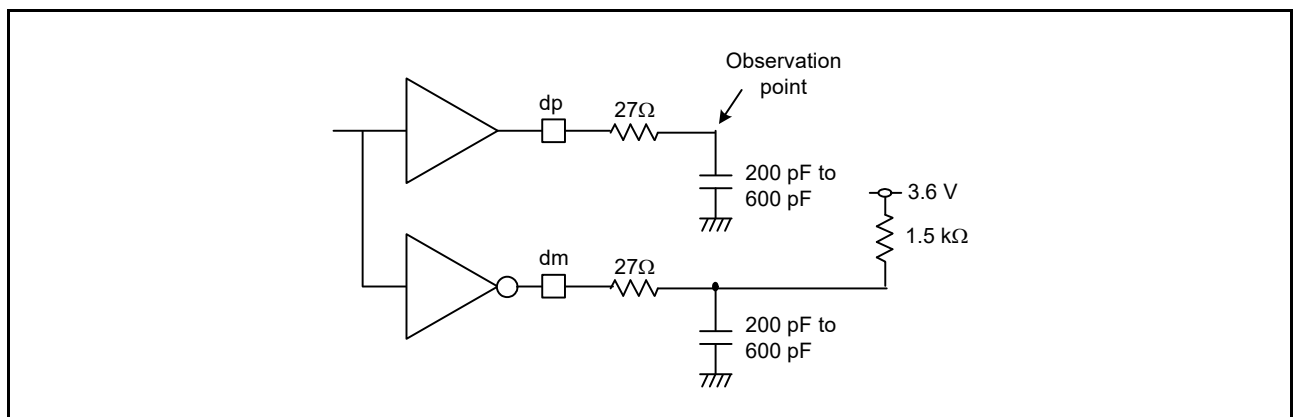 Observation
point
dp
27Ω
200 pF to
600 pF
3.6 V
1.5 kΩ
dm
27Ω
200 pF to
600 pF